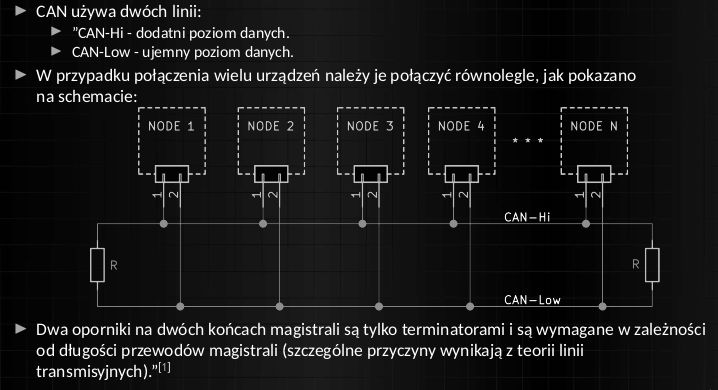 CAN używa dwóch linii:
”CAN-Hi - dodatni poziom danych.
CAN-Low - ujemny poziom danych.
W przypadku połączenia wielu urządzeń należy je połączyć równolegle, jak pokazano
na schemacie:
NODE 1 NODE 2 NODE 3 NODE 4 * * * NODE N
1 2 1 2 1 2 1 2 1 2
CAN-Hi
R R
CAN-Low
Dwa oporniki na dwóch końcach magistrali są tylko terminatorami i są wymagane w zależności
od długości przewodów magistrali (szczególne przyczyny wynikają z teorii linii
transmisyjnych).”[1]